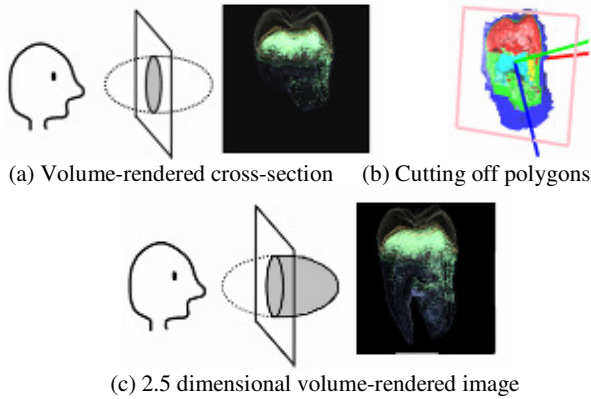 (a) Volume-rendered cross-section
(b) Cutting off polygons
(c) 2.5 dimensional volume-rendered image